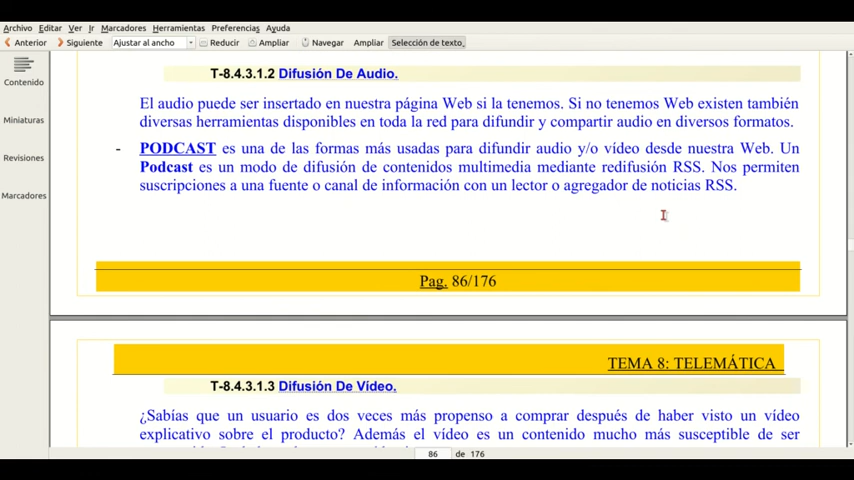 Archivo Editar Ver Ir Marcadores Herramientas Preferencias Ayuda
Anterior Siguiente Ajustar al ancho Reducir Ampliar Navegar Ampliar Selección de texto
Contenido
Miniaturas
Revisiones
Marcadores
T-8.4.3.1.2 Difusión De Audio.
El audio puede ser insertado en nuestra página Web si la tenemos. Si no tenemos Web existen también
diversas herramientas disponibles en toda la red para difundir y compartir audio en diversos formatos.
- PODCAST es una de las formas más usadas para difundir audio y/o vídeo desde nuestra Web. Un
Podcast es un modo de difusión de contenidos multimedia mediante redifusión RSS. Nos permiten
suscripciones a una fuente o canal de información con un lector o agregador de noticias RSS.
Pag. 86/176
TEMA 8: TELEMÁTICA
T-8.4.3.1.3 Difusión De Vídeo.
¿Sabías que un usuario es dos veces más propenso a comprar después de haber visto un vídeo
explicativo sobre el producto? Además el vídeo es un contenido mucho más susceptible de ser
86 de 176